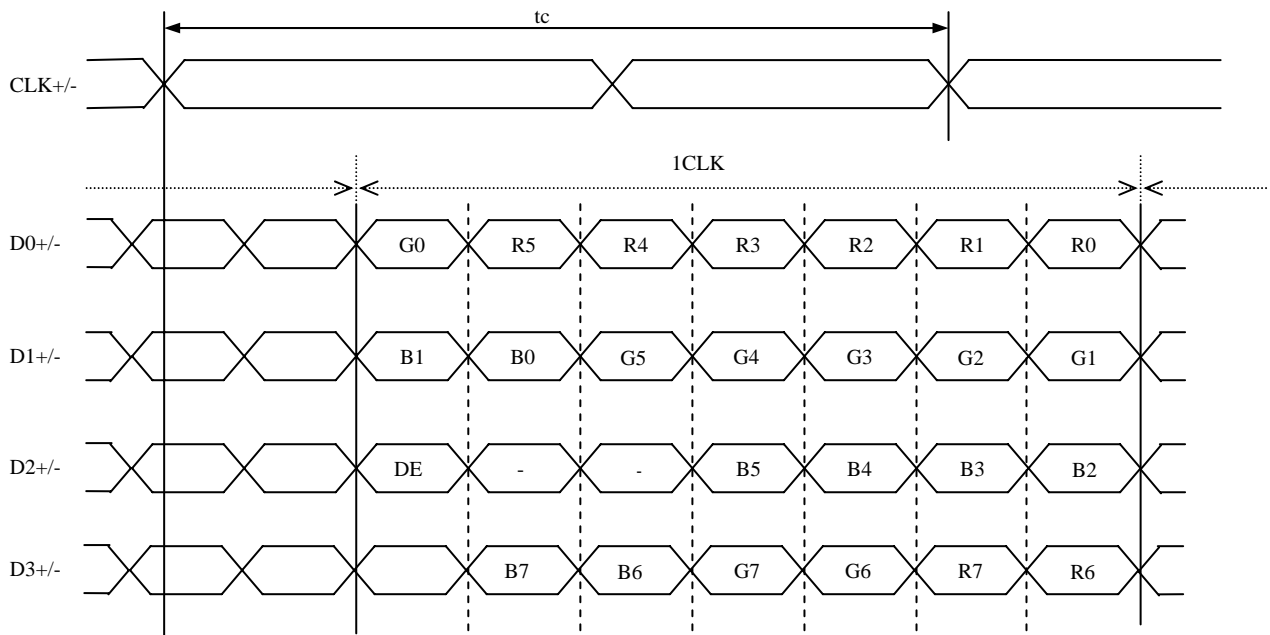 tc
CLK+/-
1CLK
D0+/- G0 R5 R4 R3 R2 R1 R0
D1+/- B1 B0 G5 G4 G3 G2 G1
D2+/- DE - - B5 B4 B3 B2
D3+/- B7 B6 G7 G6 R7 R6